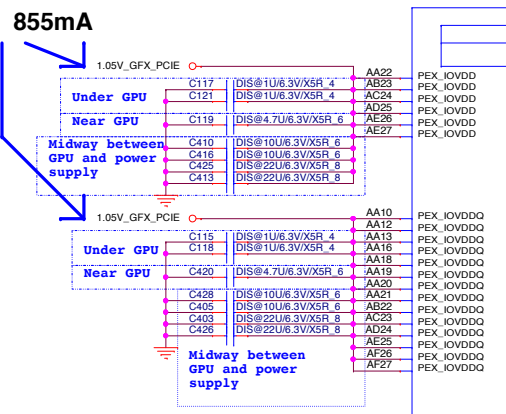 855mA
1.05V_GFX_PCIE
AA22 PEX_IOVDD
C117 DIS@1U/6.3V/X5R_4 AB23 PEX_IOVDD
Under GPU C121 DIS@1U/6.3V/X5R_4 AC24 PEX_IOVDD
AD25 PEX_IOVDD
Near GPU C119 DIS@4.7U/6.3V/X5R_6 AE26 PEX_IOVDD
AE27 PEX_IOVDD
Midway between C410 DIS@10U/6.3V/X5R_6
GPU and power C416 DIS@10U/6.3V/X5R_6
supply C425 DIS@22U/6.3V/X5R_8
C413 DIS@22U/6.3V/X5R_8
1.05V_GFX_PCIE AA10 PEX_IOVDDQ
AA12 PEX_IOVDDQ
C115 DIS@1U/6.3V/X5R_4 AA13 PEX_IOVDDQ
Under GPU C118 DIS@1U/6.3V/X5R_4 AA16 PEX_IOVDDQ
AA18 PEX_IOVDDQ
Near GPU C420 DIS@4.7U/6.3V/X5R_6 AA19 PEX_IOVDDQ
AA20 PEX_IOVDDQ
C428 DIS@10U/6.3V/X5R_6 AA21 PEX_IOVDDQ
C405 DIS@10U/6.3V/X5R_6 AB22 PEX_IOVDDQ
C403 DIS@22U/6.3V/X5R_8 AC23 PEX_IOVDDQ
C426 DIS@22U/6.3V/X5R_8 AD24 PEX_IOVDDQ
AE25 PEX_IOVDDQ
Midway between AF26 PEX_IOVDDQ
GPU and power AF27 PEX_IOVDDQ
supply